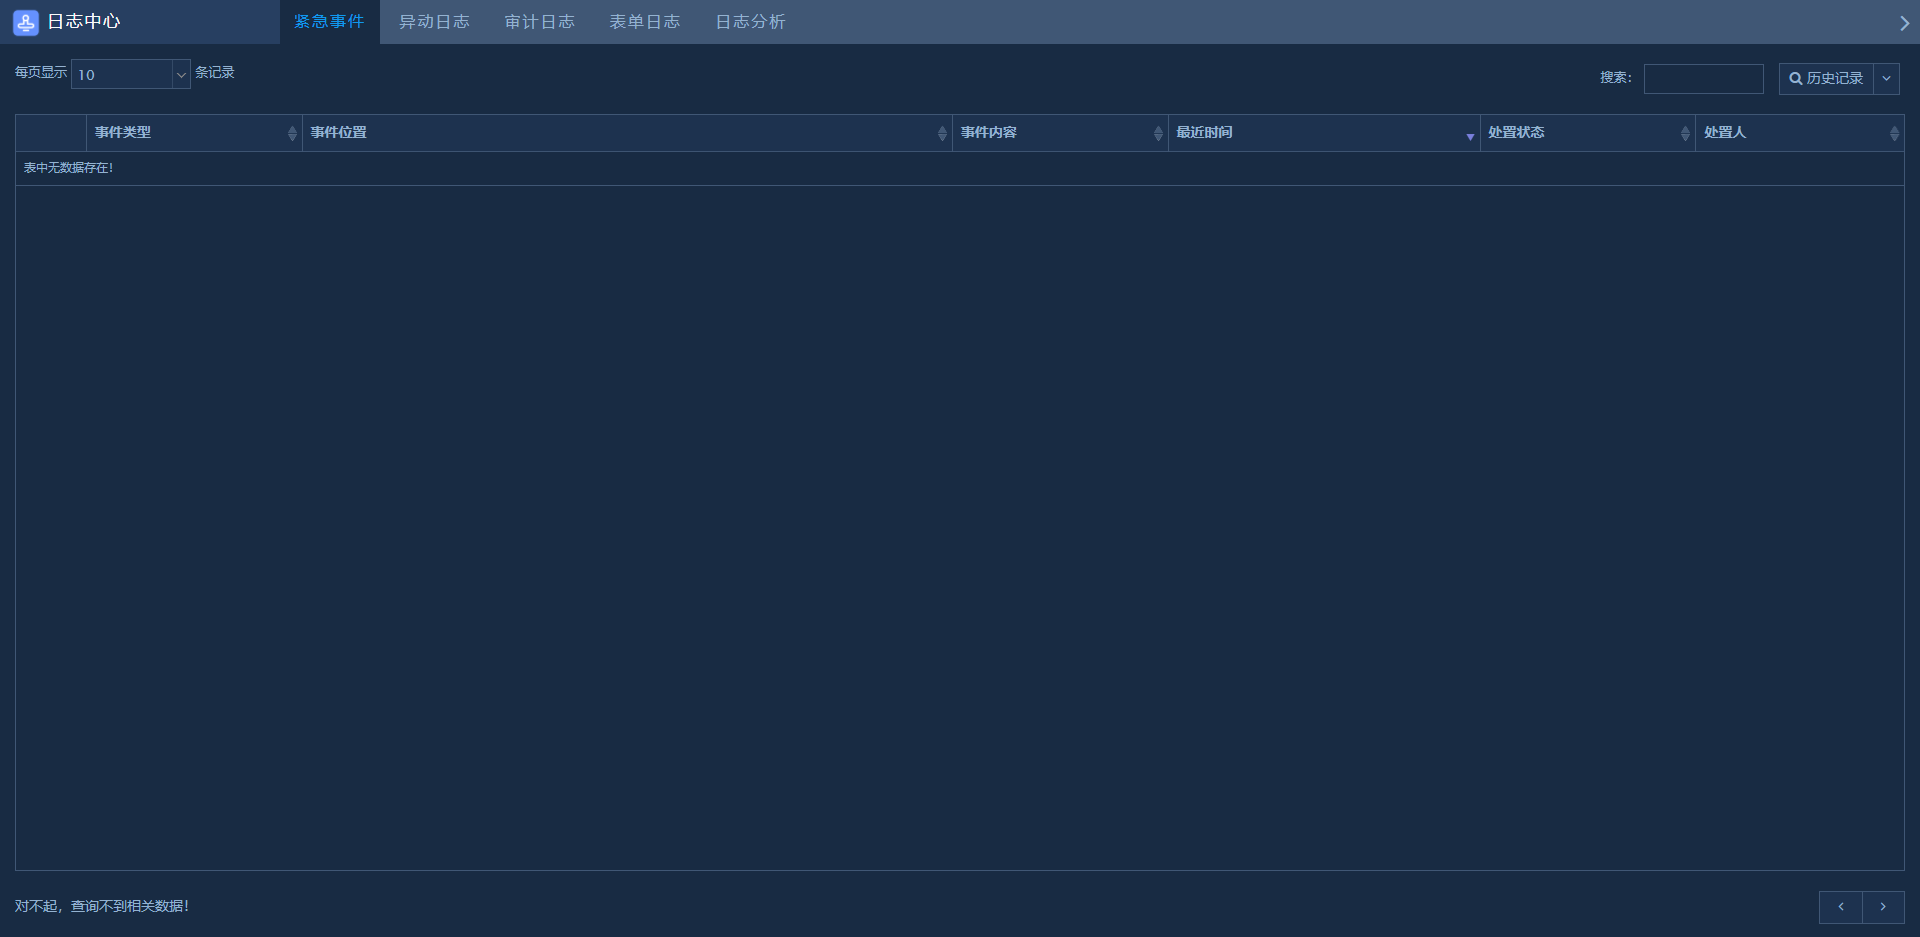 日志中心 紧急事件 异动日志 审计日志 表单日志 日志分析
每页显示 10 条记录 搜索： 历史记录
事件类型 事件位置 事件内容 最近时间 处置状态 处置人
表中无数据存在！
对不起，查询不到相关数据！